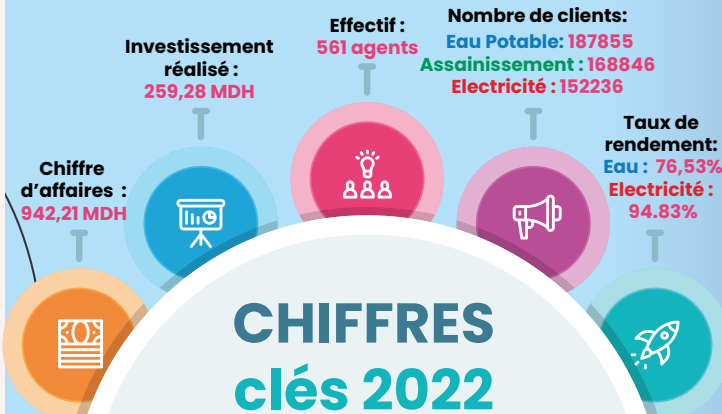 Chiffre
d'affaires :
942,21 MDH
Investissement
réalisé :
259,28 MDH
Effectif :
561 agents
Nombre de clients:
Eau Potable: 187855
Assainissement : 168846
Electricité : 152236
Taux de
rendement:
Eau : 76,53%
Electricité :
94.83%
CHIFFRES
clés 2022